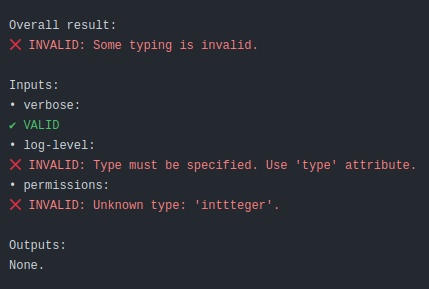 Overall result:
❌ INVALID: Some typing is invalid.
Inputs:
• verbose:
✔ VALID
• log-level:
❌ INVALID: Type must be specified. Use 'type' attribute.
• permissions:
❌ INVALID: Unknown type: 'inttteger'.
Outputs:
None.